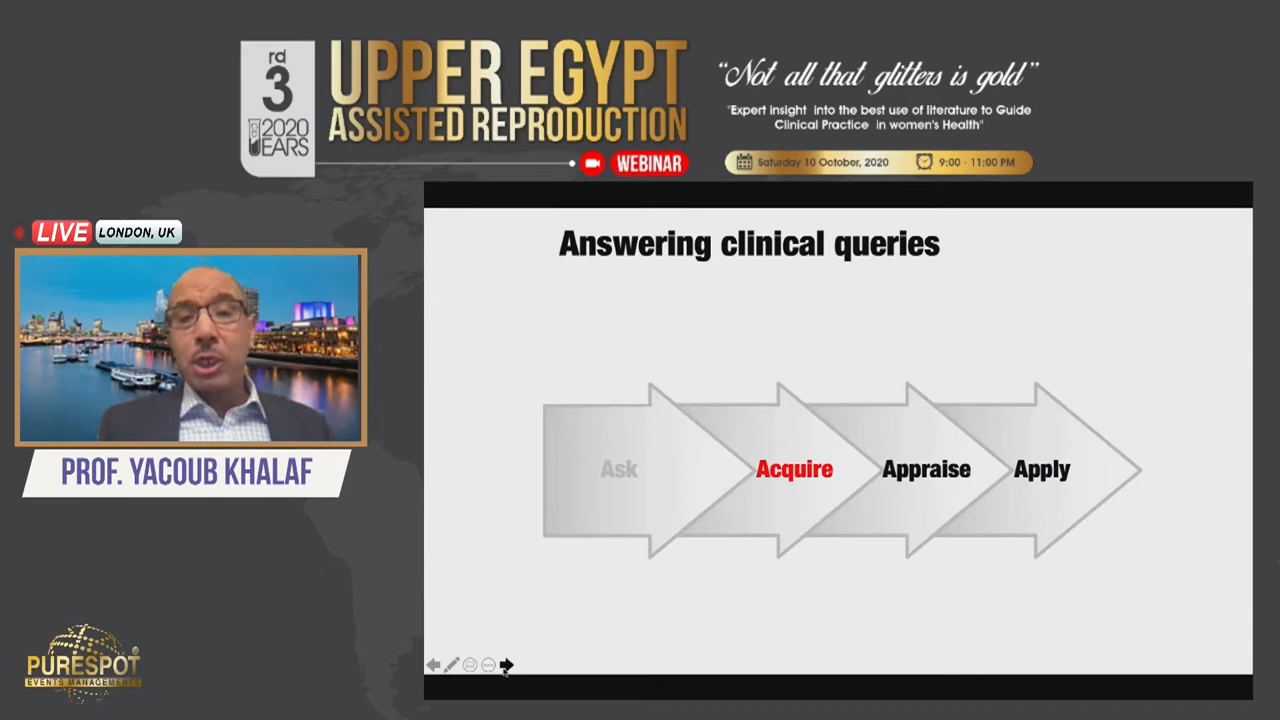 rd
3
2020
EARS
UPPER EGYPT
ASSISTED REPRODUCTION
WEBINAR
“Not all that glitters is gold”
"Expert insight into the best use of literature to Guide
Clinical Practice in women's Health"
Saturday 10 October, 2020
9:00 - 11:00 PM
LIVE
LONDON, UK
PROF. YACOUB KHALAF
Answering clinical queries
Ask
Acquire
Appraise
Apply
PURESPOT
EVENTS MANAGEMENTS